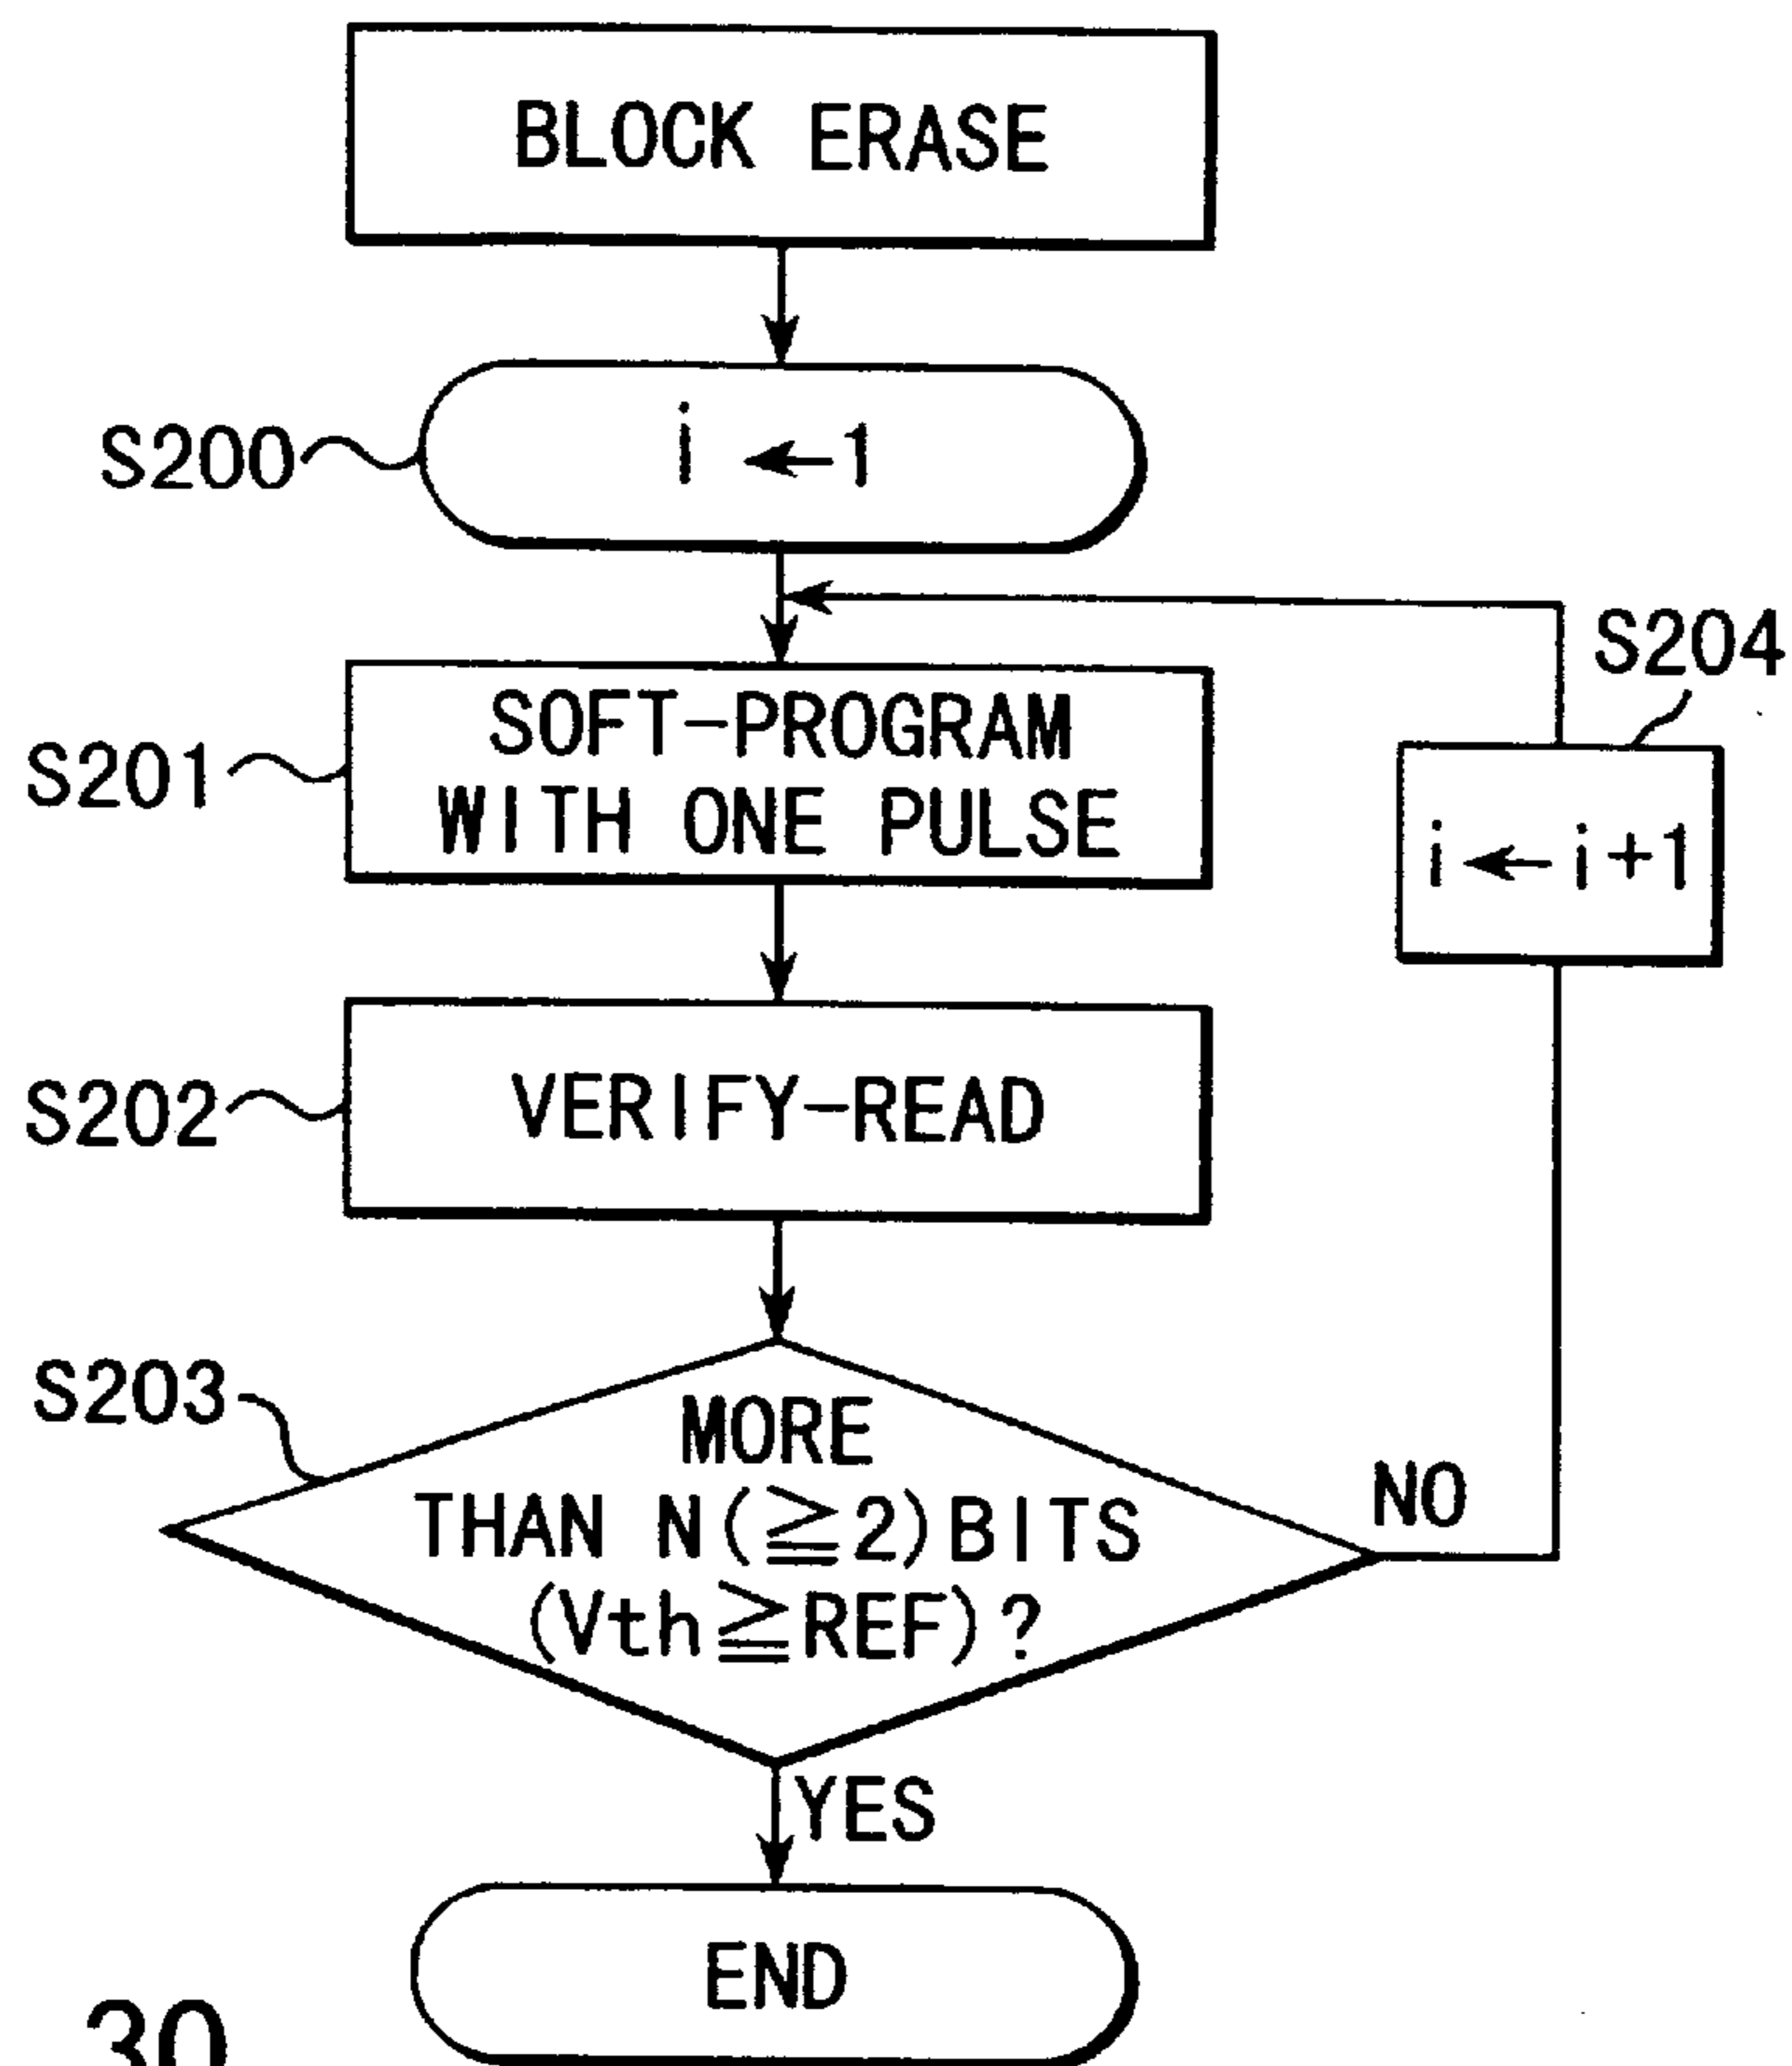 BLOCK ERASE
S200
i ← 1
S204
S201
SOFT-PROGRAM
WITH ONE PULSE
i ← i+1
S202
VERIFY-READ
S203
MORE
THAN N(≧2)BITS
(Vth≧REF)?
NO
YES
END
30